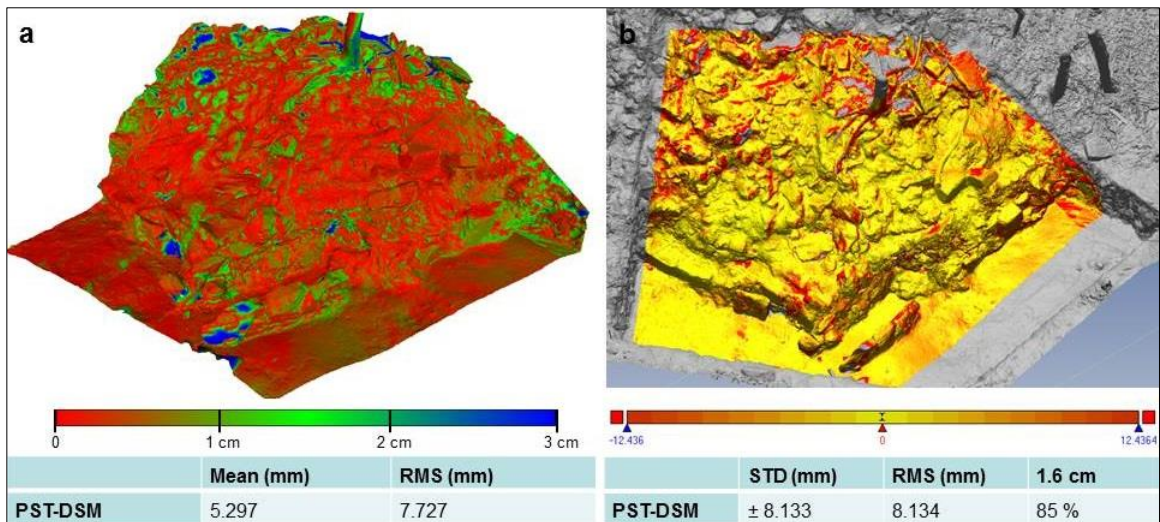 a
b
0 1 cm 2 cm 3 cm
-12.436 0 12.4364
Mean (mm) RMS (mm)
PST-DSM 5.297 7.727
STD (mm) RMS (mm) 1.6 cm
PST-DSM ± 8.133 8.134 85 %